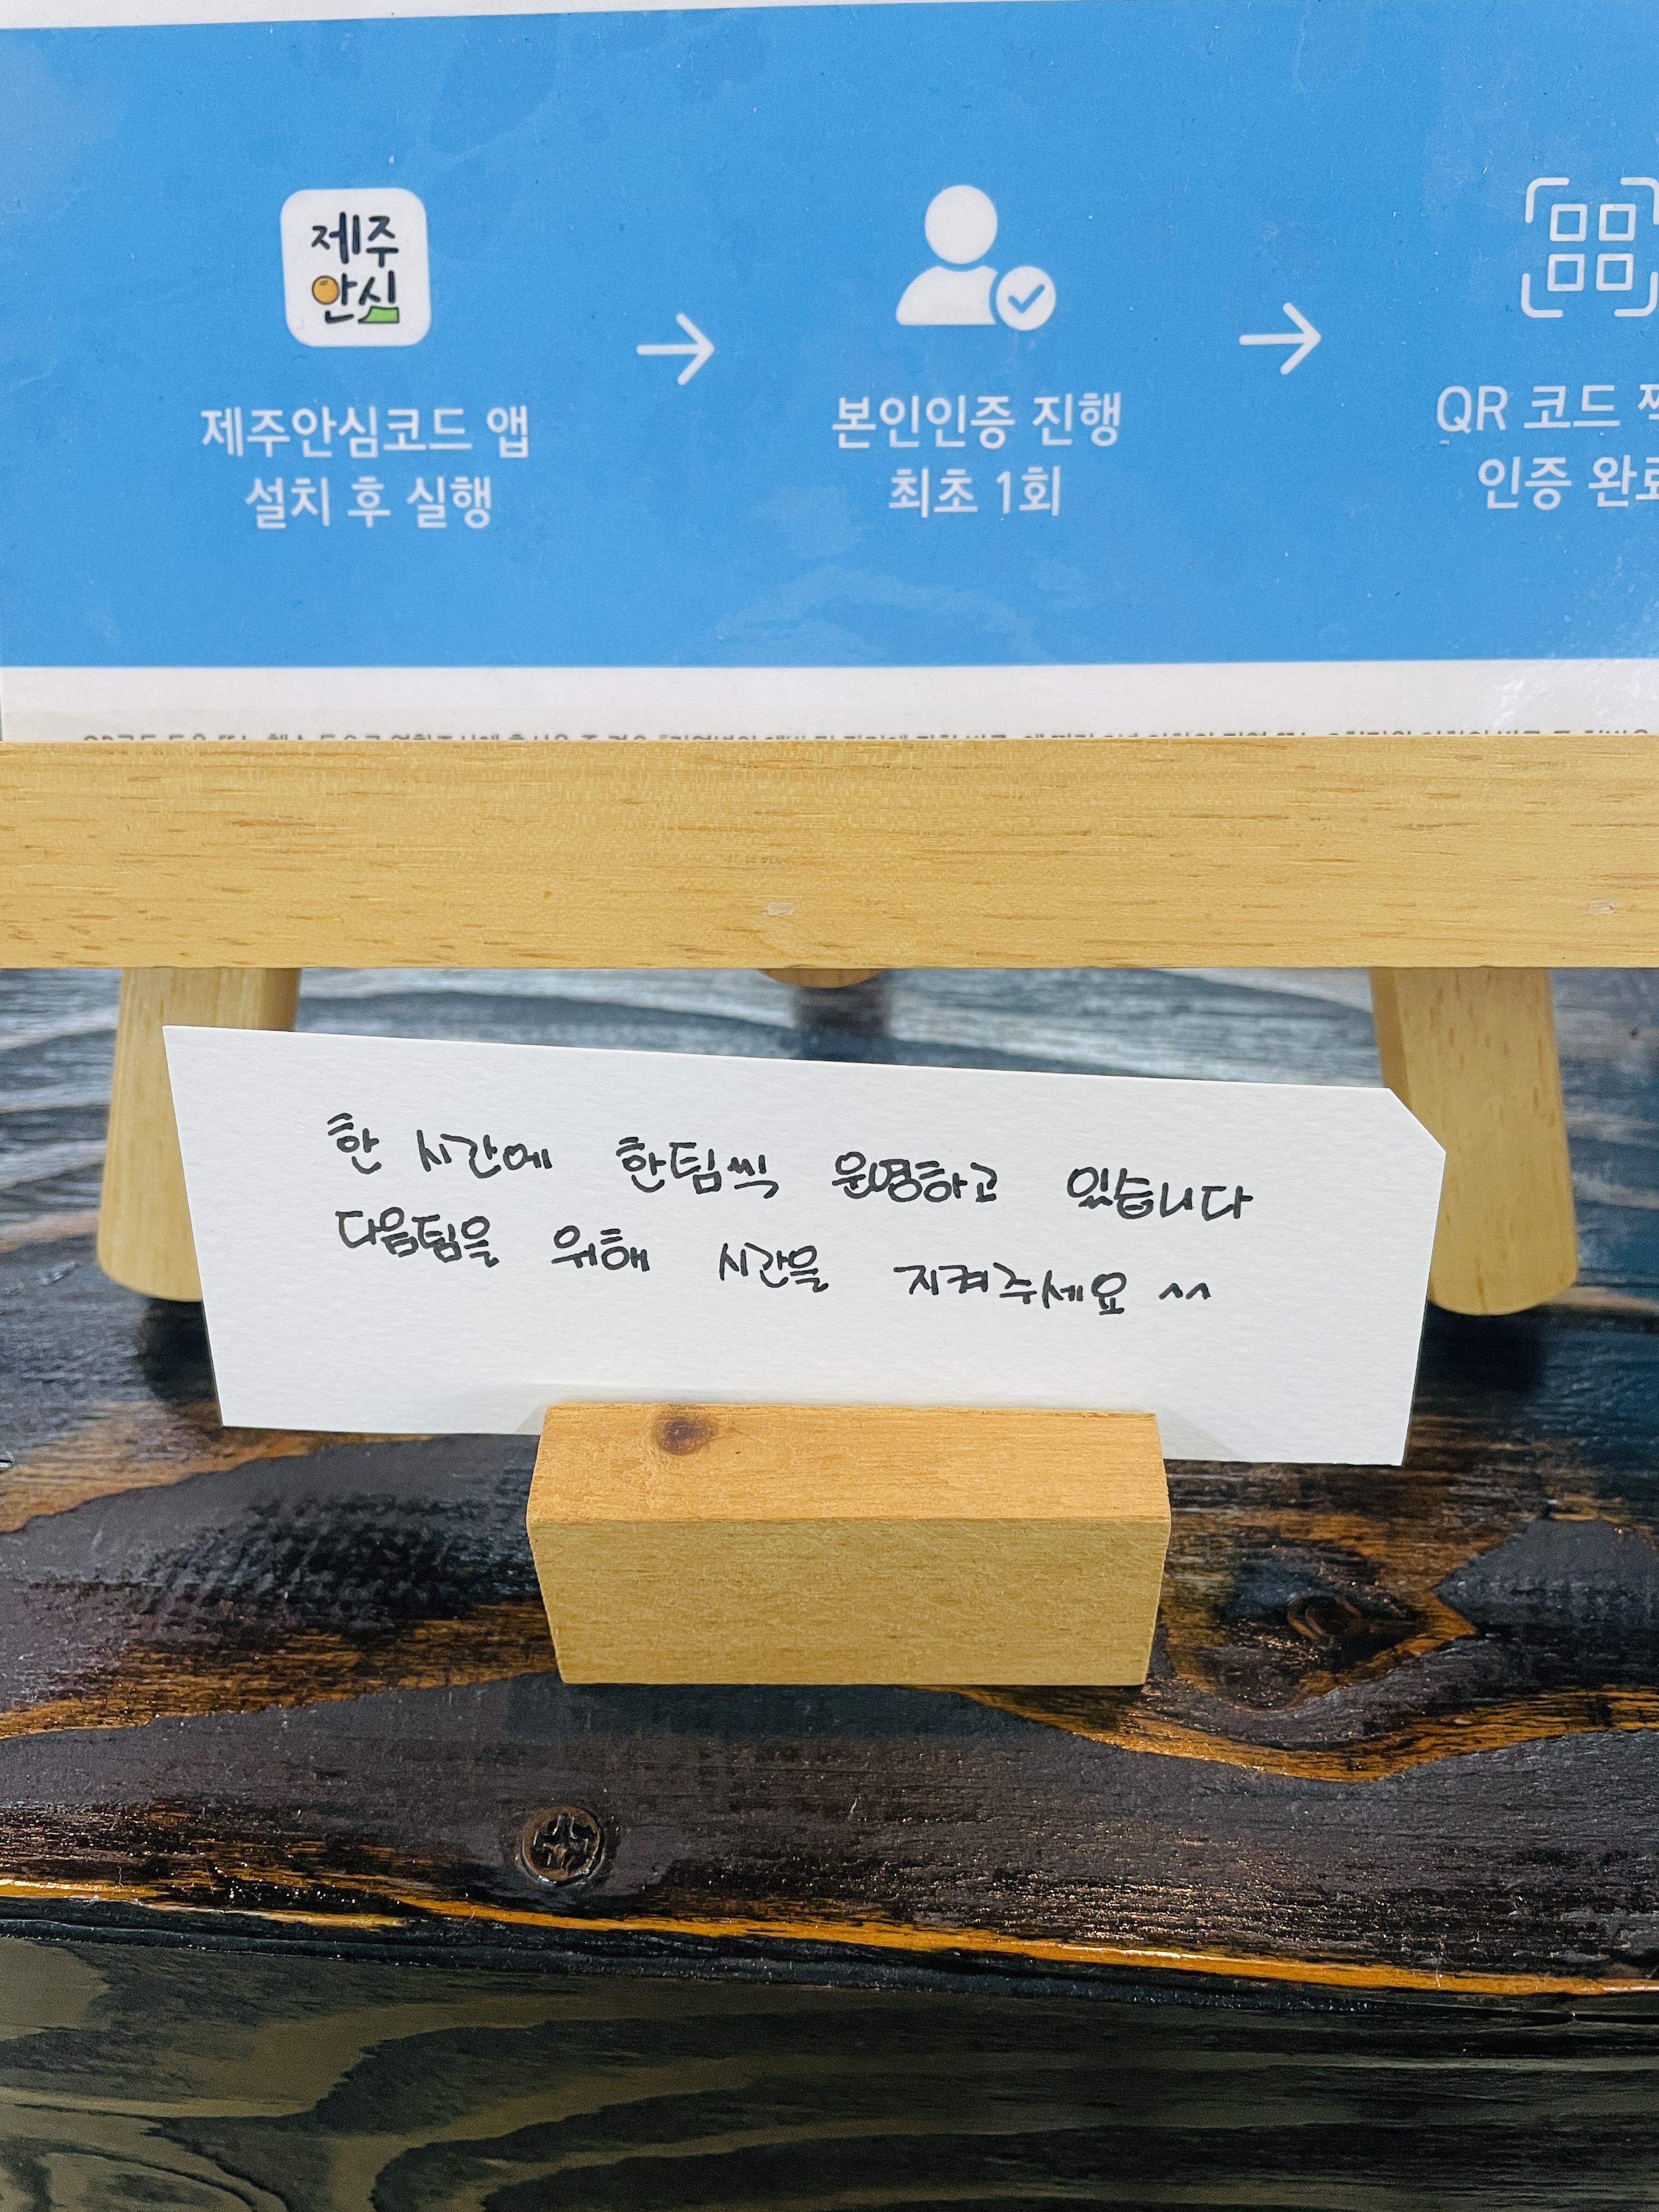 제주
안심
제주안심코드 앱
설치 후 실행
본인인증 진행
최초 1회
QR 코드
인증
한 시간에 한팀씩 운영하고 있습니다
다음팀을 위해 시간을 지켜주세요 ^^